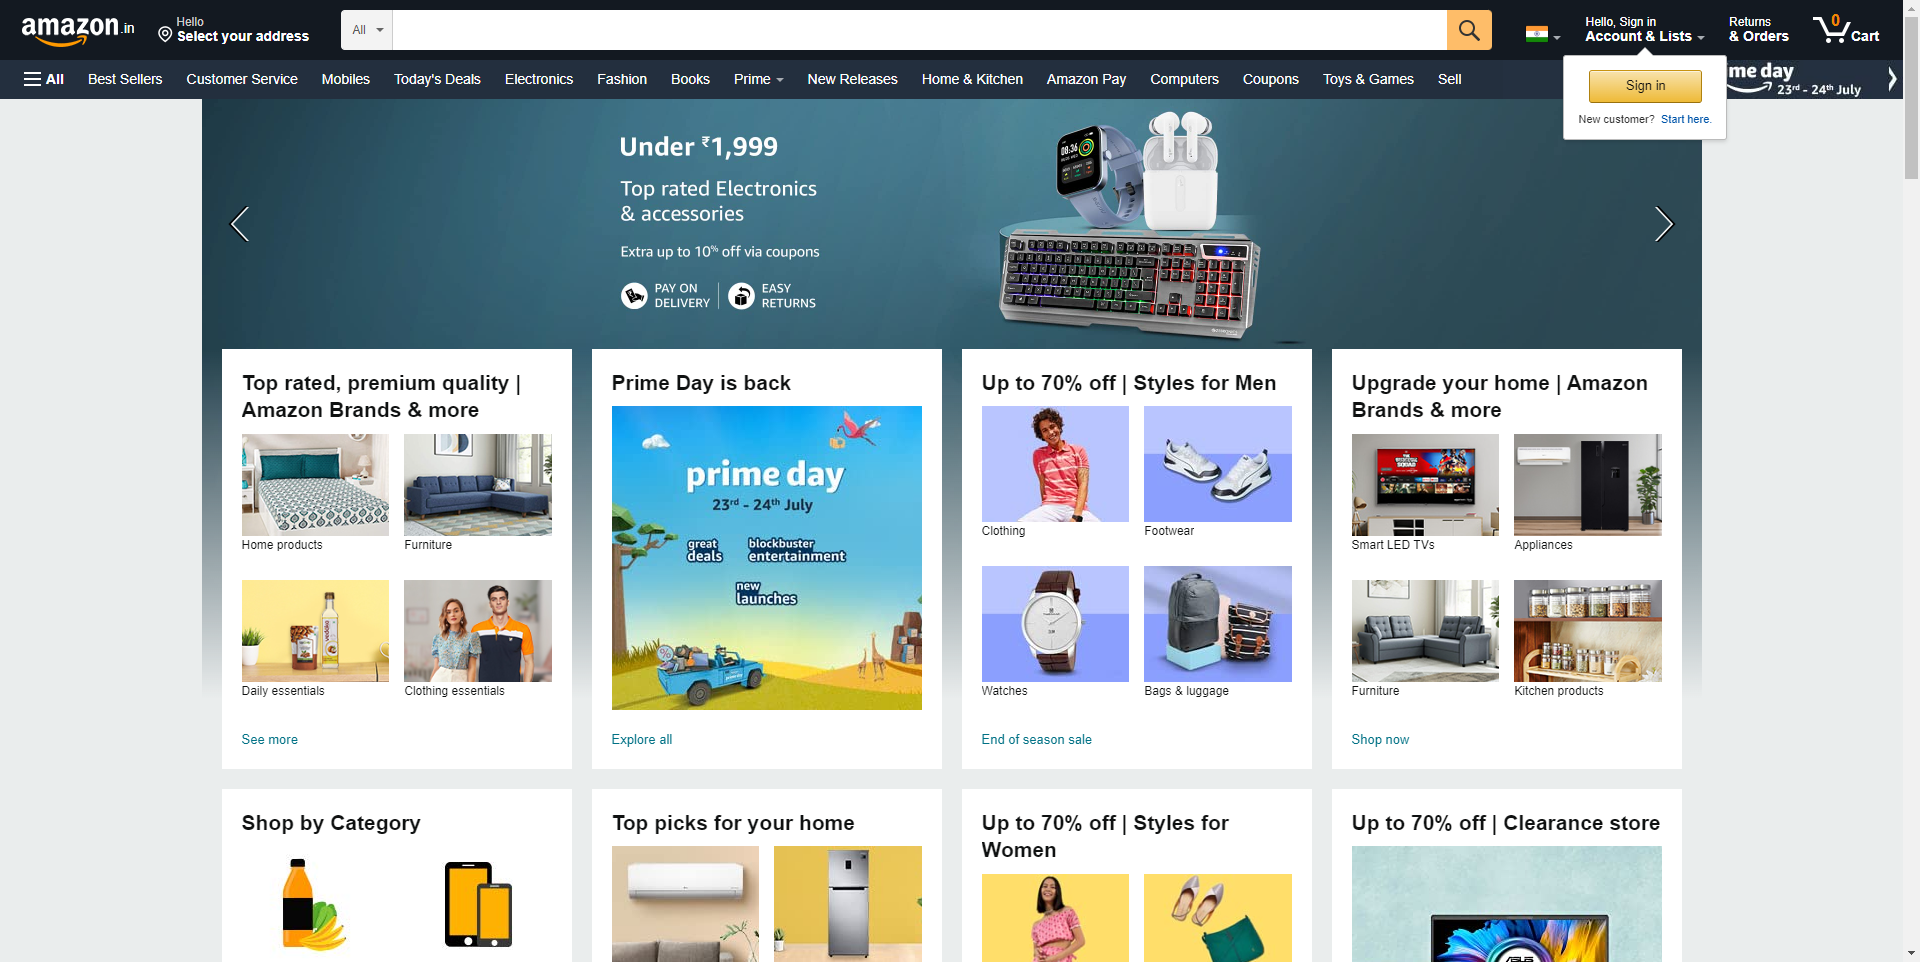 amazon.in
Hello
Select your address
All
Hello, Sign in
Account & Lists
Returns
& Orders
0
Cart
All
Best Sellers
Customer Service
Mobiles
Today's Deals
Electronics
Fashion
Books
Prime
New Releases
Home & Kitchen
Amazon Pay
Computers
Coupons
Toys & Games
Sell
me day
23rd - 24th July
Sign in
New customer? Start here.
Under ₹1,999
Top rated Electronics
& accessories
Extra up to 10% off via coupons
PAY ON
DELIVERY
EASY
RETURNS
08:36
Top rated, premium quality |
Amazon Brands & more
Home products
Furniture
Daily essentials
Clothing essentials
See more
Prime Day is back
prime day
23rd - 24th July
great
deals
blockbuster
entertainment
new
launches
%
prime day
Explore all
Up to 70% off | Styles for Men
Clothing
Footwear
Watches
Bags & luggage
End of season sale
Upgrade your home | Amazon
Brands & more
Smart LED TVs
Appliances
Furniture
Kitchen products
Shop now
Shop by Category
Top picks for your home
Up to 70% off | Styles for
Women
Up to 70% off | Clearance store